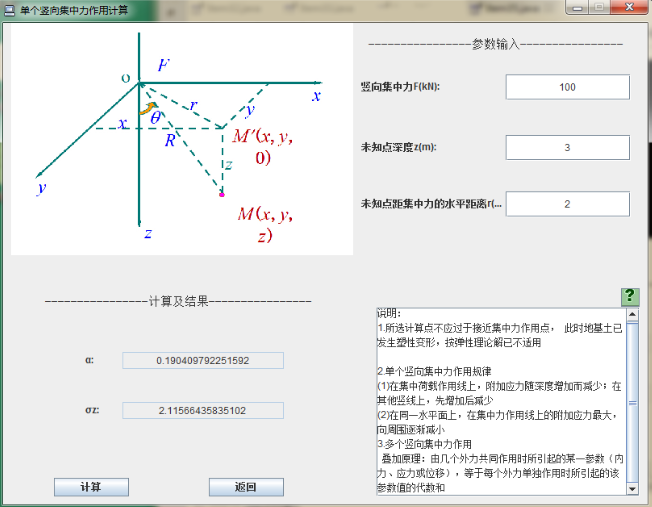 单个竖向集中力作用计算
----------------参数输入----------------
O
F
x
r
y
x
θ
R
M′(x, y,
0)
z
y
M(x, y,
z)
z
竖向集中力F(kN):
100
未知点深度z(m):
3
未知点距集中力的水平距离r(...
2
----------------计算及结果----------------
α:
0.190409792251592
σz:
2.11566435835102
计算
返回
?
说明:
1.所选计算点不应过于接近集中力作用点， 此时地基土已
发生塑性变形，按弹性理论解已不适用
2.单个竖向集中力作用规律
(1)在集中荷载作用线上，附加应力随深度增加而减少；在
其他竖线上，先增加后减少
(2)在同一水平面上，在集中力作用线上的附加应力最大，
向周围逐渐减小
3.多个竖向集中力作用
叠加原理：由几个外力共同作用时所引起的某一参数（内
力、应力或位移），等于每个外力单独作用时所引起的该
参数值的代数和